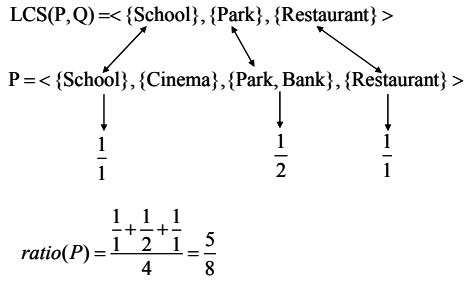 LCS(P,Q) =< {School}, {Park}, {Restaurant} >
P = < {School}, {Cinema}, {Park, Bank}, {Restaurant} >
1/1 1/2 1/1
ratio(P) = (1/1 + 1/2 + 1/1)/4 = 5/8